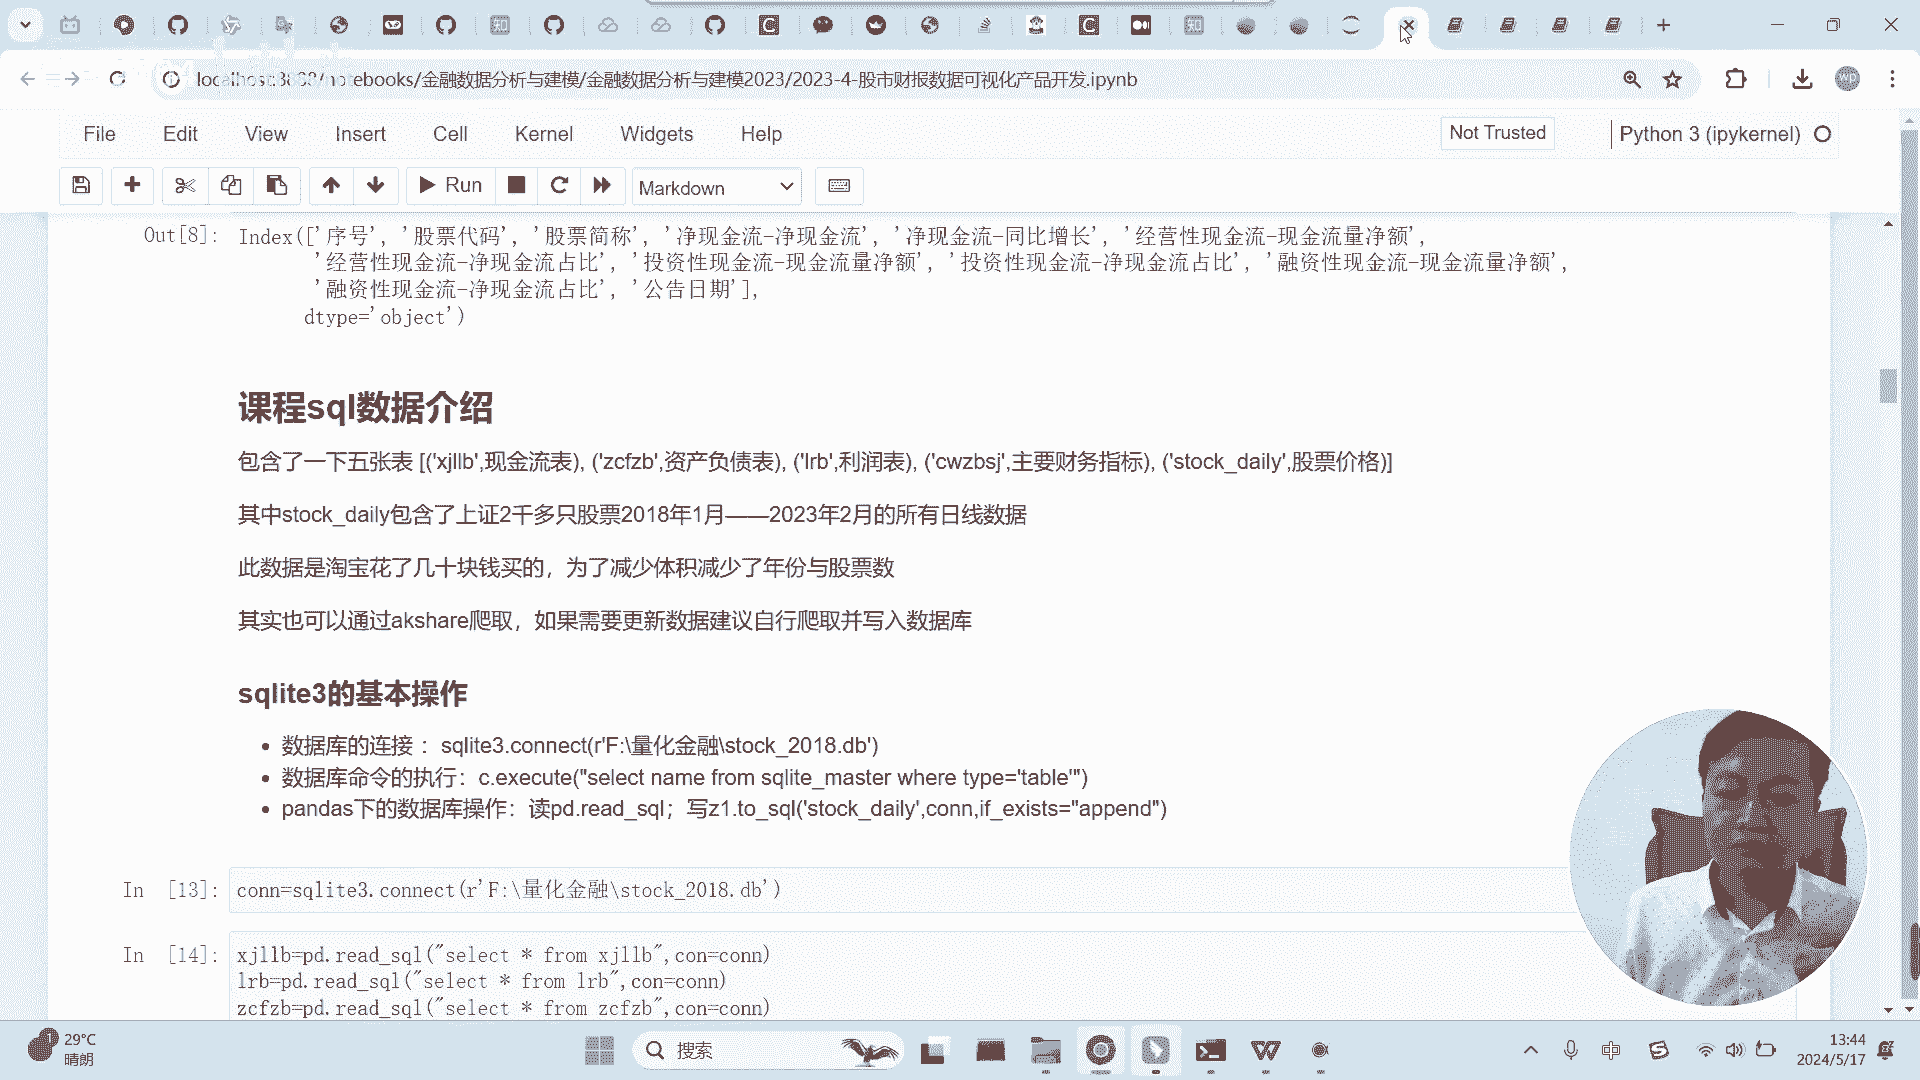 localhost:8888/notebooks/金融数据分析与建模/金融数据分析与建模2023/2023-4-股市财报数据可视化产品开发.ipynb
wp
File Edit View Insert Cell Kernel Widgets Help
Not Trusted
Python 3 (ipykernel)
Run
Markdown
Out[8]: Index(['序号', '股票代码', '股票简称', '净现金流-净现金流', '净现金流-同比增长', '经营性现金流-现金流量净额',
'经营性现金流-净现金流占比', '投资性现金流-现金流量净额', '投资性现金流-净现金流占比', '融资性现金流-现金流量净额',
'融资性现金流-净现金流占比', '公告日期'],
dtype='object')
课程sql数据介绍
包含了一下五张表 [('xjllb',现金流表), ('zcfzb',资产负债表), ('lrb',利润表), ('cwzbsj',主要财务指标), ('stock_daily',股票价格)]
其中stock_daily包含了上证2千多只股票2018年1月——2023年2月的所有日线数据
此数据是淘宝花了几十块钱买的，为了减少体积减少了年份与股票数
其实也可以通过akshare爬取，如果需要更新数据建议自行爬取并写入数据库
sqlite3的基本操作
• 数据库的连接： sqlite3.connect(r'F:\量化金融\stock_2018.db')
• 数据库命令的执行：c.execute("select name from sqlite_master where type='table'")
• pandas下的数据库操作：读pd.read_sql；写z1.to_sql('stock_daily',conn,if_exists="append")
In [13]: conn=sqlite3.connect(r'F:\量化金融\stock_2018.db')
In [14]: xjllb=pd.read_sql("select * from xjllb",con=conn)
lrb=pd.read_sql("select * from lrb",con=conn)
zcfzb=pd.read_sql("select * from zcfzb",con=conn)
29°C
晴朗
搜索
中
13:44
2024/5/17